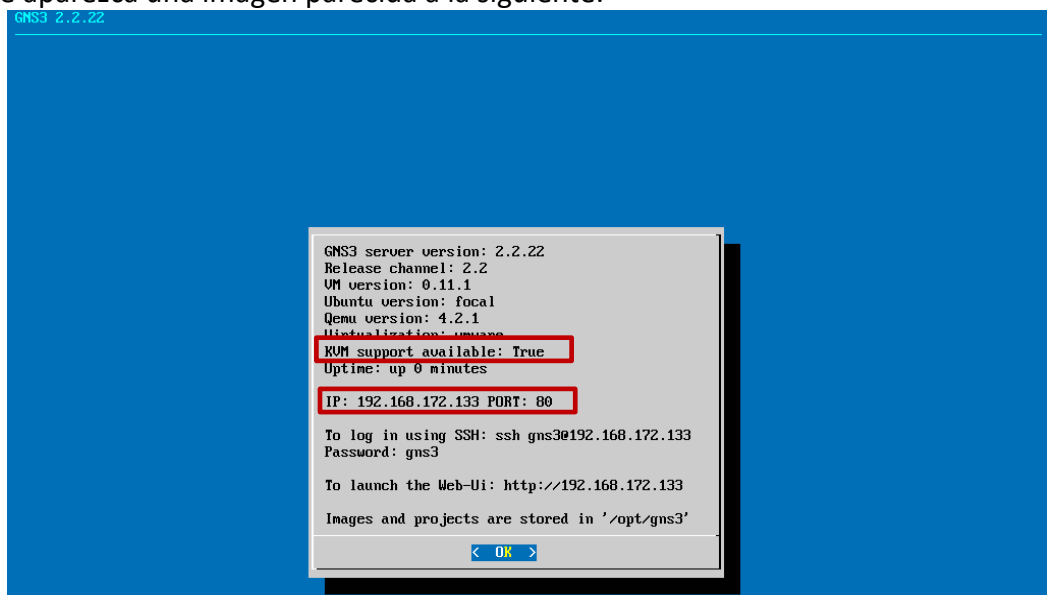 aparezca una imagen parecida a la siguiente.
GNS3 2.2.22
GNS3 server version: 2.2.22
Release channel: 2.2
VM version: 0.11.1
Ubuntu version: focal
Qemu version: 4.2.1
Virtualization: vmware
KVM support available: True
Uptime: up 0 minutes
IP: 192.168.172.133 PORT: 80
To log in using SSH: ssh gns3@192.168.172.133
Password: gns3
To launch the Web-Ui: http://192.168.172.133
Images and projects are stored in '/opt/gns3'
< OK >